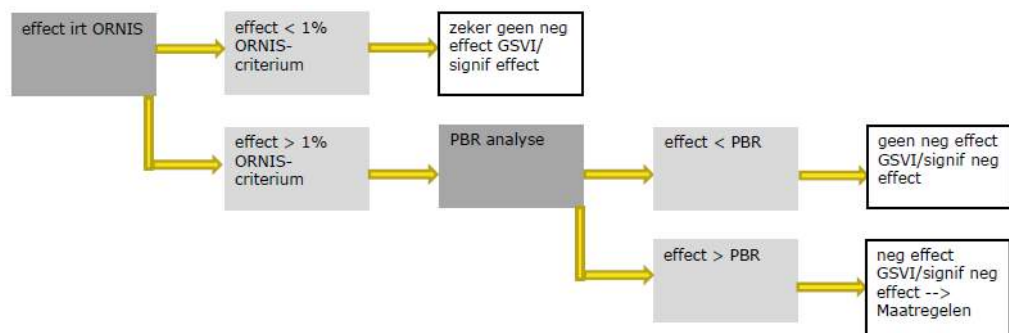 effect irt ORNIS
effect < 1%
ORNIS-
criterium
zeker geen neg
effect GSVI/
signif effect
effect > 1%
ORNIS-
criterium
PBR analyse
effect < PBR
geen neg effect
GSVI/signif neg
effect
effect > PBR
neg effect
GSVI/signif neg
effect -->
Maatregelen